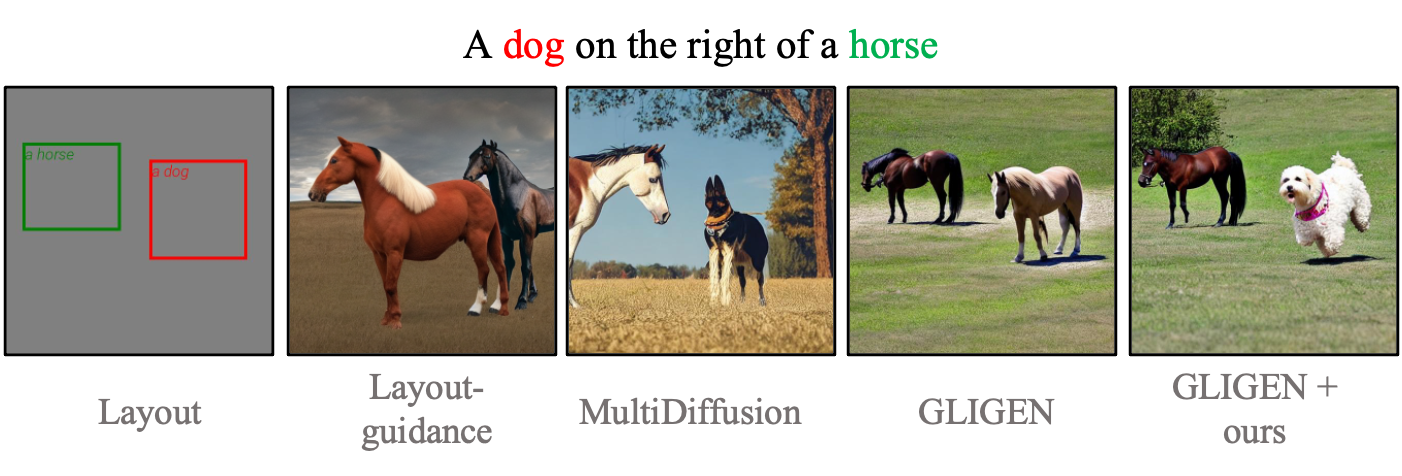 A dog on the right of a horse
a horse
a dog
Layout
Layout-
guidance
MultiDiffusion
GLIGEN
GLIGEN +
ours